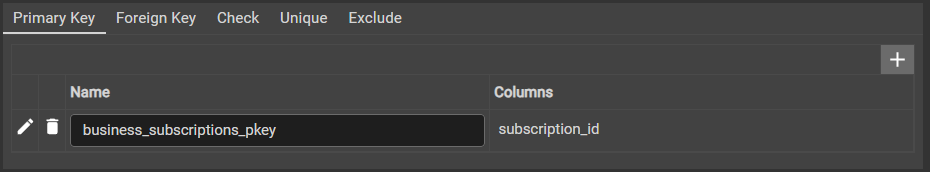 Primary Key Foreign Key Check Unique Exclude
Name Columns
business_subscriptions_pkey subscription_id